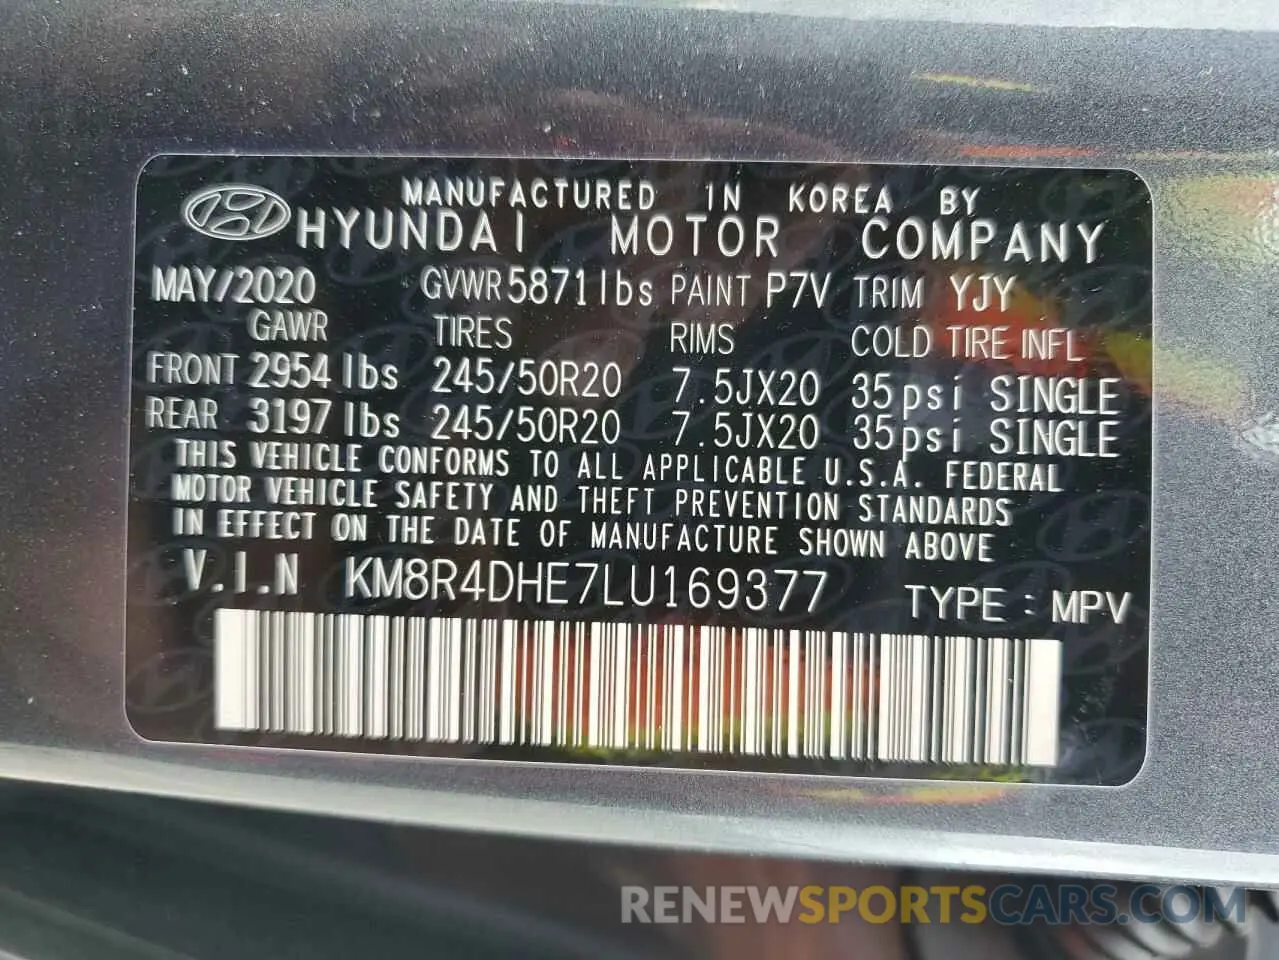 MANUFACTURED IN KOREA BY
HYUNDAI MOTOR COMPANY
MAY/2020 GVWR 5871lbs PAINT P7V TRIM YJY
GAWR TIRES RIMS COLD TIRE INFL
FRONT 2954 lbs 245/50R20 7.5JX20 35psi SINGLE
REAR 3197 lbs 245/50R20 7.5JX20 35psi SINGLE
THIS VEHICLE CONFORMS TO ALL APPLICABLE U.S.A. FEDERAL
MOTOR VEHICLE SAFETY AND THEFT PREVENTION STANDARDS
IN EFFECT ON THE DATE OF MANUFACTURE SHOWN ABOVE
V.I.N KM8R4DHE7LU169377 TYPE : MPV
RENEWSPORTSCARS.COM